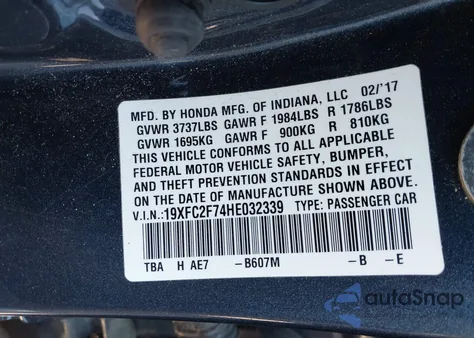 MFD. BY HONDA MFG. OF INDIANA, LLC 02/'17
GVWR 3737LBS GAWR F 1984LBS R 1786LBS
GVWR 1695KG GAWR F 900KG R 810KG
THIS VEHICLE CONFORMS TO ALL APPLICABLE
FEDERAL MOTOR VEHICLE SAFETY, BUMPER,
AND THEFT PREVENTION STANDARDS IN EFFECT
ON THE DATE OF MANUFACTURE SHOWN ABOVE.
V.I.N.:19XFC2F74HE032339 TYPE: PASSENGER CAR
TBA H AE7 -B607M -B -E
autoSnap